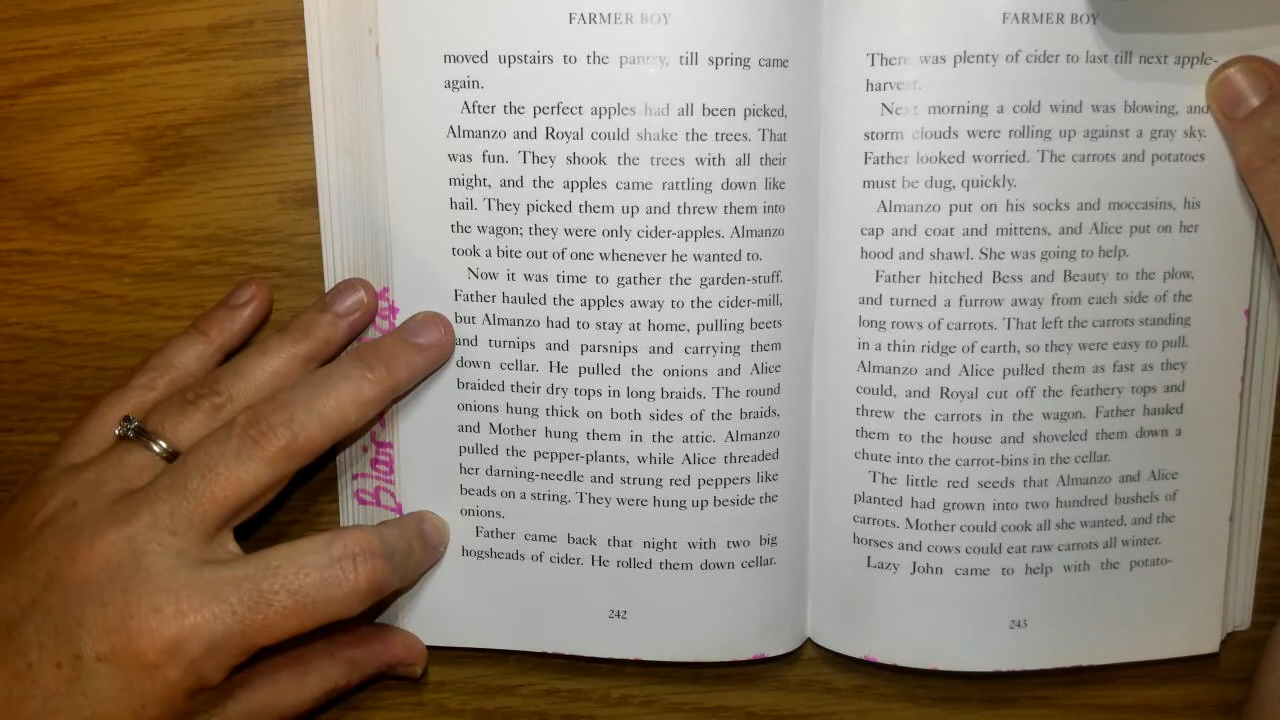 FARMER BOY
moved upstairs to the pantry, till spring came
again.
After the perfect apples had all been picked,
Almanzo and Royal could shake the trees. That
was fun. They shook the trees with all their
might, and the apples came rattling down like
hail. They picked them up and threw them into
the wagon; they were only cider-apples. Almanzo
took a bite out of one whenever he wanted to.
Now it was time to gather the garden-stuff.
Father hauled the apples away to the cider-mill,
but Almanzo had to stay at home, pulling beets
and turnips and parsnips and carrying them
down cellar. He pulled the onions and Alice
braided their dry tops in long braids. The round
onions hung thick on both sides of the braids,
and Mother hung them in the attic. Almanzo
pulled the pepper-plants, while Alice threaded
her darning-needle and strung red peppers like
beads on a string. They were hung up beside the
onions.
Father came back that night with two big
hogsheads of cider. He rolled them down cellar.
242
FARMER BOY
There was plenty of cider to last till next apple-
harvest.
Next morning a cold wind was blowing, and
storm clouds were rolling up against a gray sky.
Father looked worried. The carrots and potatoes
must be dug, quickly.
Almanzo put on his socks and moccasins, his
cap and coat and mittens, and Alice put on her
hood and shawl. She was going to help.
Father hitched Bess and Beauty to the plow,
and turned a furrow away from each side of the
long rows of carrots. That left the carrots standing
in a thin ridge of earth, so they were easy to pull.
Almanzo and Alice pulled them as fast as they
could, and Royal cut off the feathery tops and
threw the carrots in the wagon. Father hauled
them to the house and shoveled them down a
chute into the carrot-bins in the cellar.
The little red seeds that Almanzo and Alice
planted had grown into two hundred bushels of
carrots. Mother could cook all she wanted, and the
horses and cows could eat raw carrots all winter.
Lazy John came to help with the potato-
243
Blair